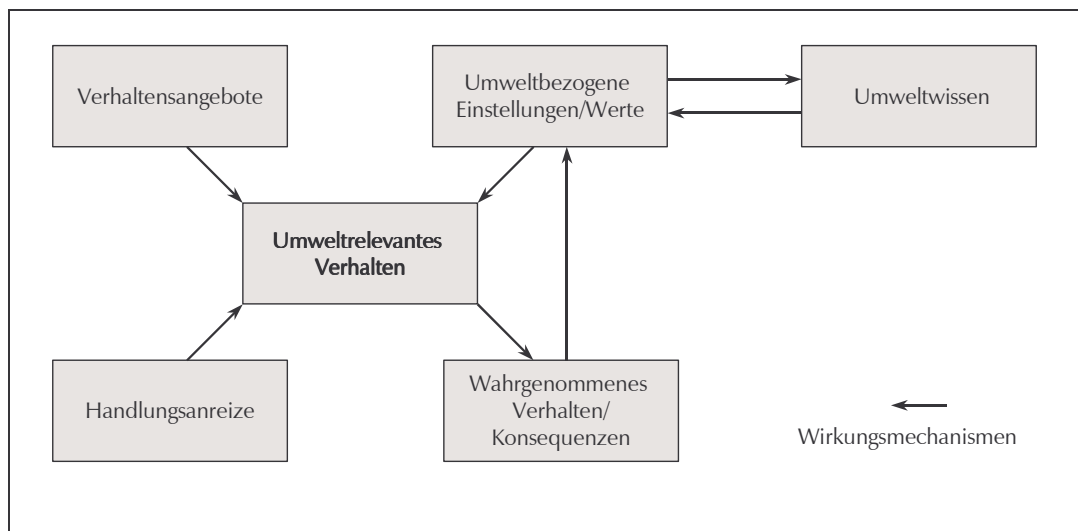 Verhaltensangebote
Umweltbezogene
Einstellungen/Werte
Umweltwissen
Umweltrelevantes
Verhalten
Handlungsanreize
Wahrgenommenes
Verhalten/
Konsequenzen
Wirkungsmechanismen